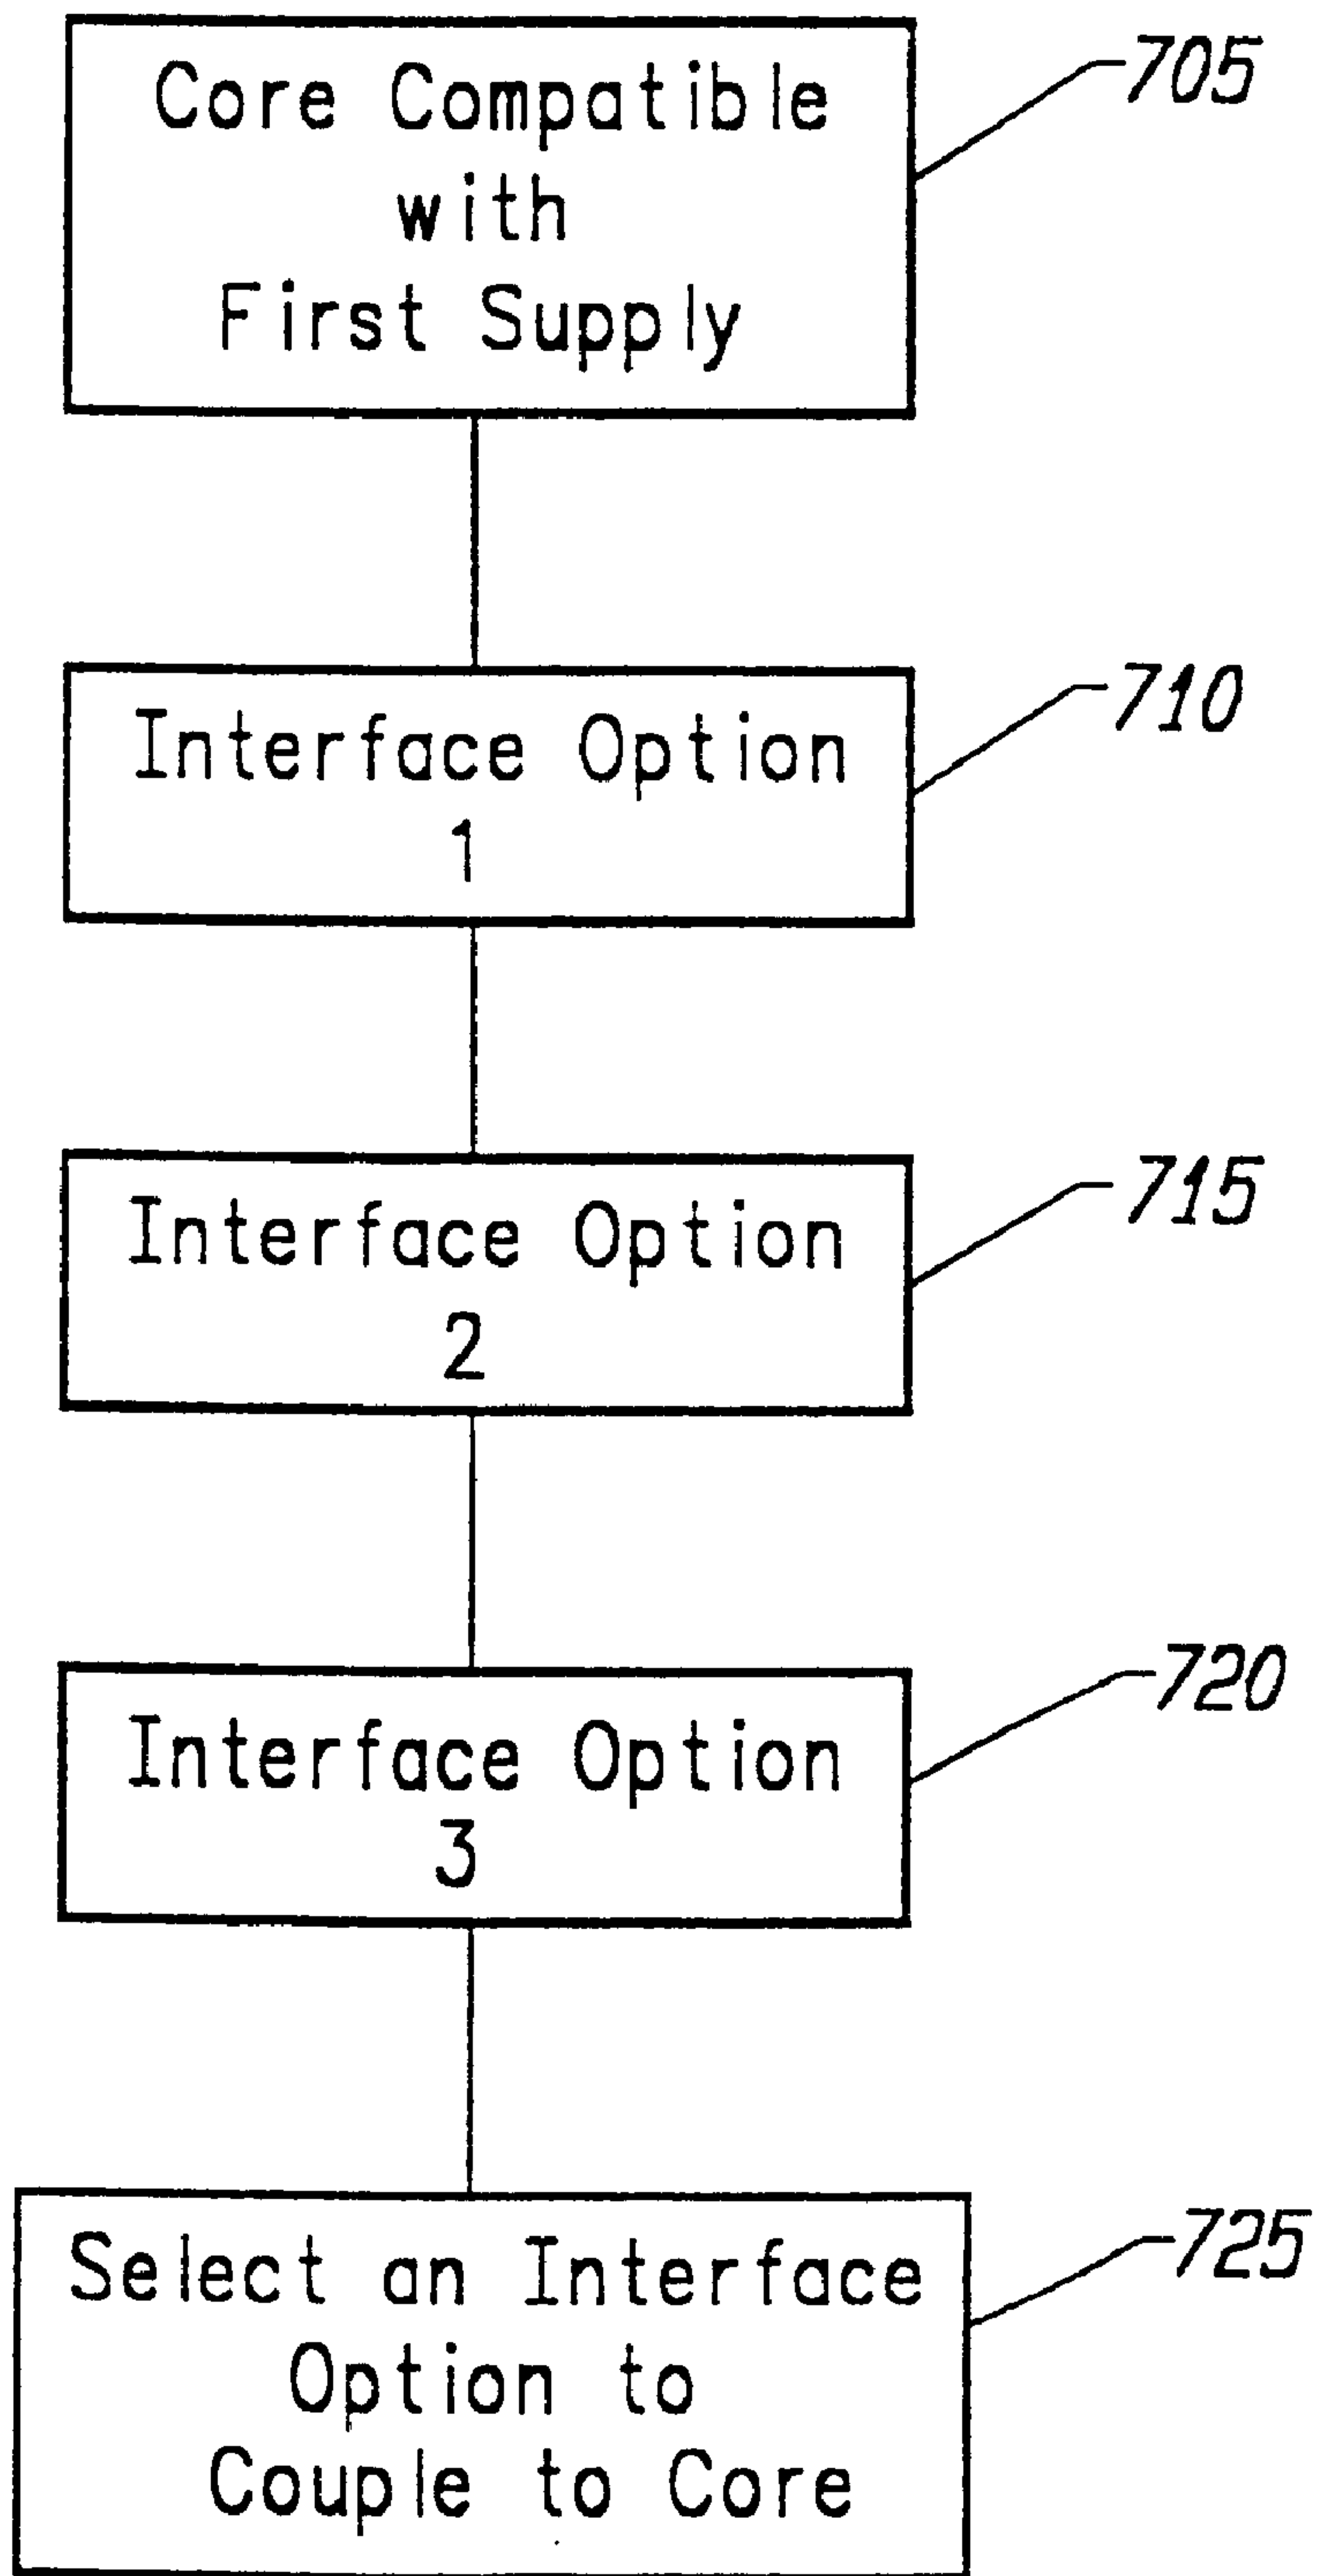 Core Compatible
with
First Supply
705
Interface Option
1
710
Interface Option
2
715
Interface Option
3
720
Select an Interface
Option to
Couple to Core
725